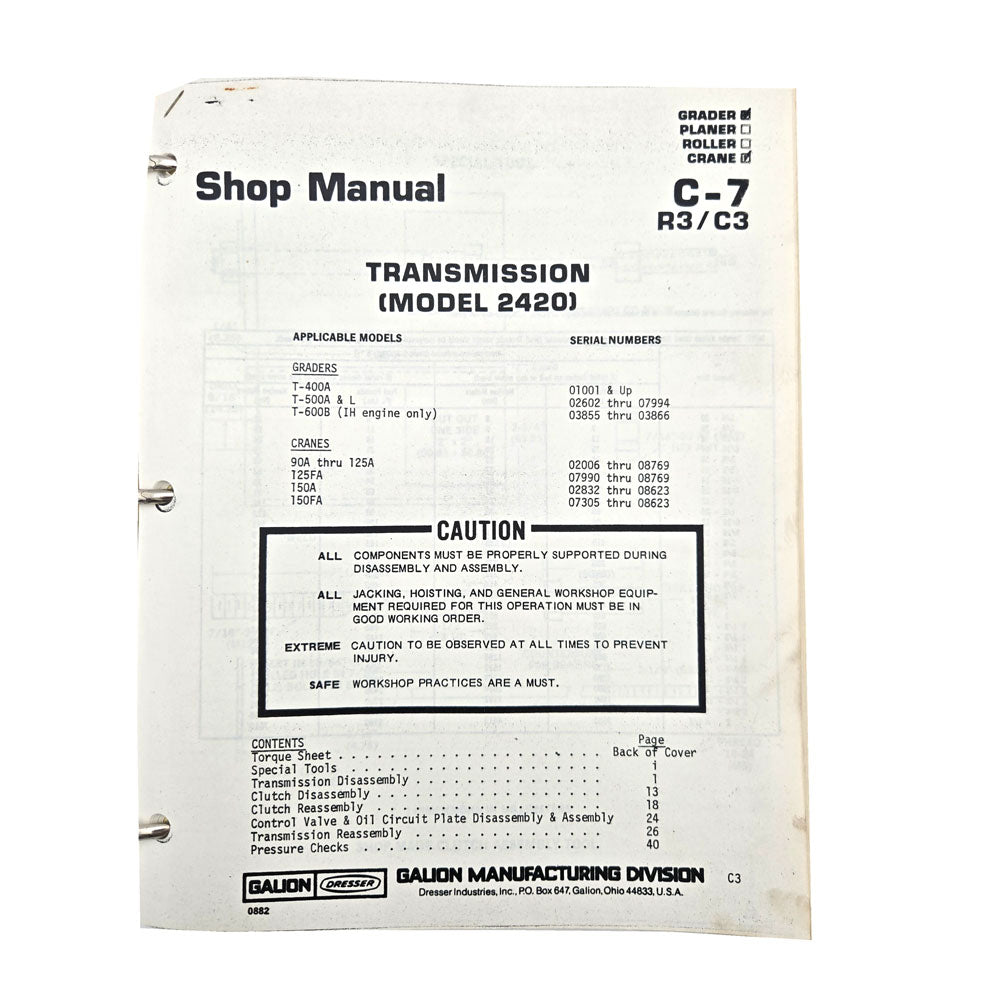 GRADER ☑
PLANER ☐
ROLLER ☐
CRANE ☑
Shop Manual
C-7
R3/C3
TRANSMISSION
(MODEL 2420)
APPLICABLE MODELS SERIAL NUMBERS
GRADERS
T-400A 01001 & Up
T-500A & L 02602 thru 07994
T-600B (IH engine only) 03855 thru 03866
CRANES
90A thru 125A 02006 thru 08769
125FA 07990 thru 08769
150A 02832 thru 08623
150FA 07305 thru 08623
CAUTION
ALL COMPONENTS MUST BE PROPERLY SUPPORTED DURING
DISASSEMBLY AND ASSEMBLY.
ALL JACKING, HOISTING, AND GENERAL WORKSHOP EQUIP-
MENT REQUIRED FOR THIS OPERATION MUST BE IN
GOOD WORKING ORDER.
EXTREME CAUTION TO BE OBSERVED AT ALL TIMES TO PREVENT
INJURY.
SAFE WORKSHOP PRACTICES ARE A MUST.
CONTENTS Page
Torque Sheet . . . . . . . . . . . . . . . . . . . . Back of Cover
Special Tools . . . . . . . . . . . . . . . . . . . . i
Transmission Disassembly . . . . . . . . . . . . . . 1
Clutch Disassembly . . . . . . . . . . . . . . . . . 13
Clutch Reassembly . . . . . . . . . . . . . . . . . 18
Control Valve & Oil Circuit Plate Disassembly & Assembly 24
Transmission Reassembly . . . . . . . . . . . . . . 26
Pressure Checks . . . . . . . . . . . . . . . . . . 40
GALION DRESSER GALION MANUFACTURING DIVISION C3
Dresser Industries, Inc., P.O. Box 647, Galion, Ohio 44833, U.S.A.
0882